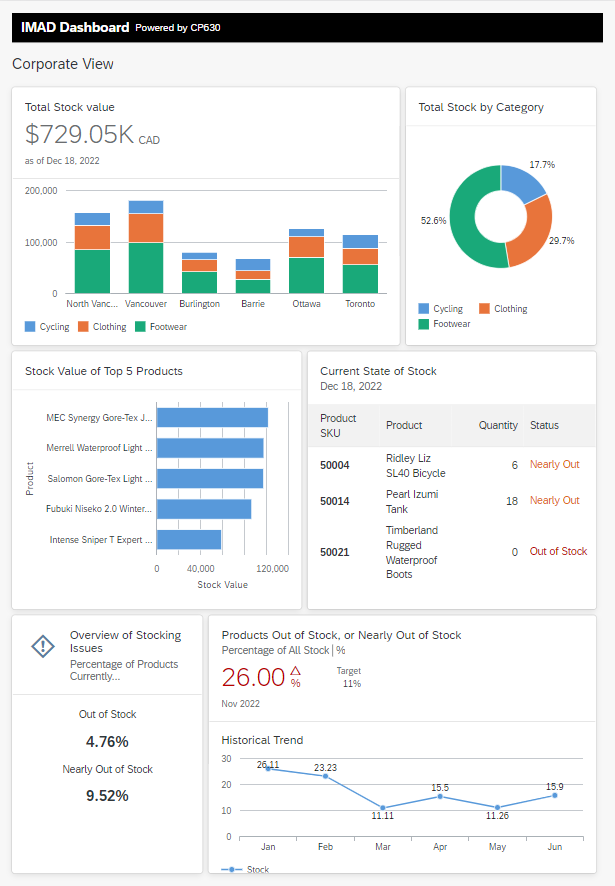 IMAD Dashboard Powered by CP630
Corporate View
Total Stock value
$729.05K CAD
as of Dec 18, 2022
200,000
100,000
0
North Vanc... Vancouver Burlington Barrie Ottawa Toronto
Cycling Clothing Footwear
Total Stock by Category
17.7%
52.6%
29.7%
Cycling Clothing
Footwear
Stock Value of Top 5 Products
Product
MEC Synergy Gore-Tex J...
Merrell Waterproof Light ...
Salomon Gore-Tex Light ...
Fubuki Niseko 2.0 Winter...
Intense Sniper T Expert ...
0 40,000 120,000
Stock Value
Current State of Stock
Dec 18, 2022
Product SKU Product Quantity Status
50004 Ridley Liz SL40 Bicycle 6 Nearly Out
50014 Pearl Izumi Tank 18 Nearly Out
50021 Timberland Rugged Waterproof Boots 0 Out of Stock
Overview of Stocking
Issues
Percentage of Products
Currently...
Out of Stock
4.76%
Nearly Out of Stock
9.52%
Products Out of Stock, or Nearly Out of Stock
Percentage of All Stock | %
26.00 %
Target
11%
Nov 2022
Historical Trend
30
20
10
0
26.11 23.23 11.11 15.5 11.26 15.9
Jan Feb Mar Apr May Jun
Stock